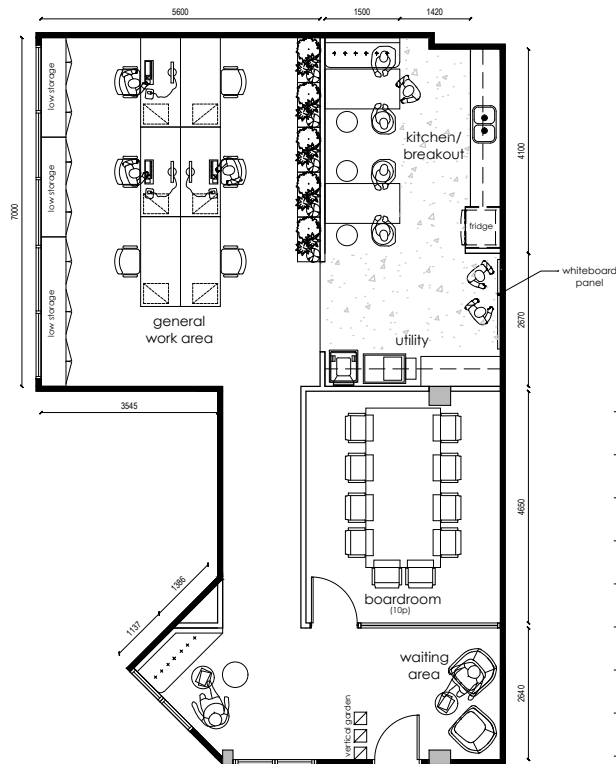 5600
1500
1420
low storage
low storage
low storage
7000
kitchen/
breakout
4100
fridge
whiteboard
panel
general
work area
2670
utility
3545
4650
1386
1137
boardroom
(10p)
waiting
area
2640
vertical garden